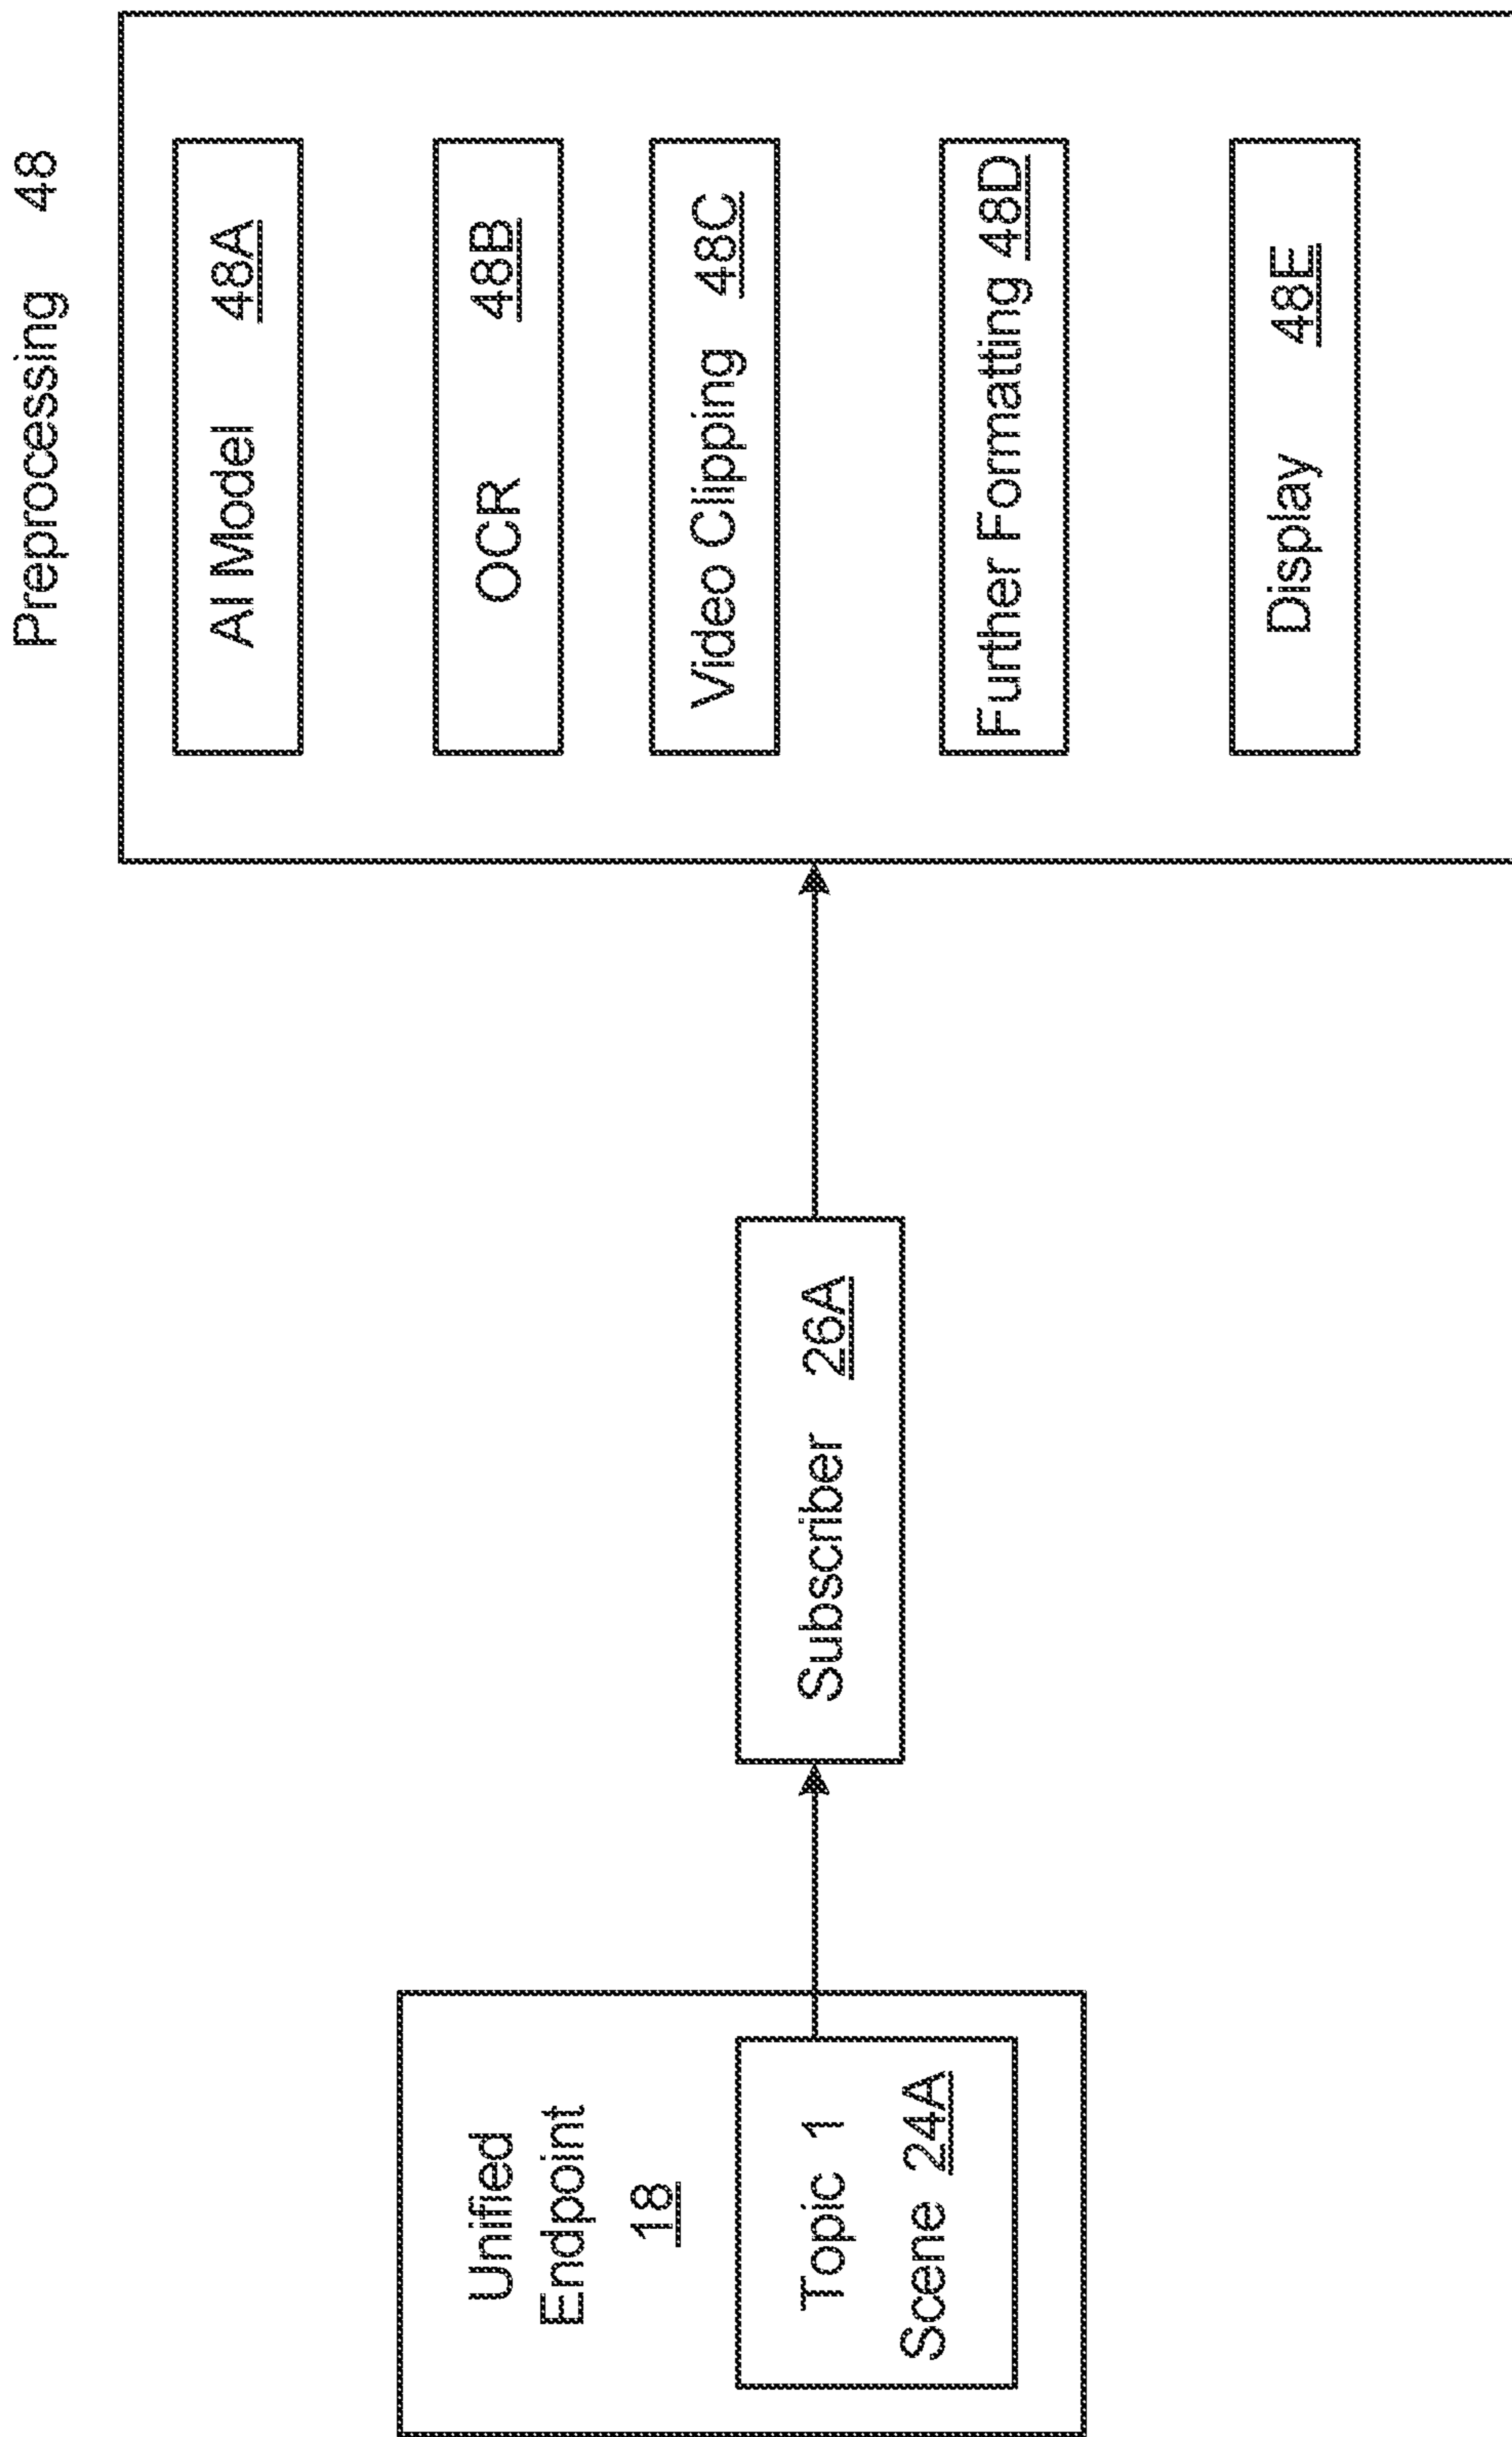 Unified
Endpoint
18
Topic 1
Scene 24A
Subscriber 26A
Preprocessing 48
AI Model 48A
OCR 48B
Video Clipping 48C
Further Formatting 48D
Display 48E